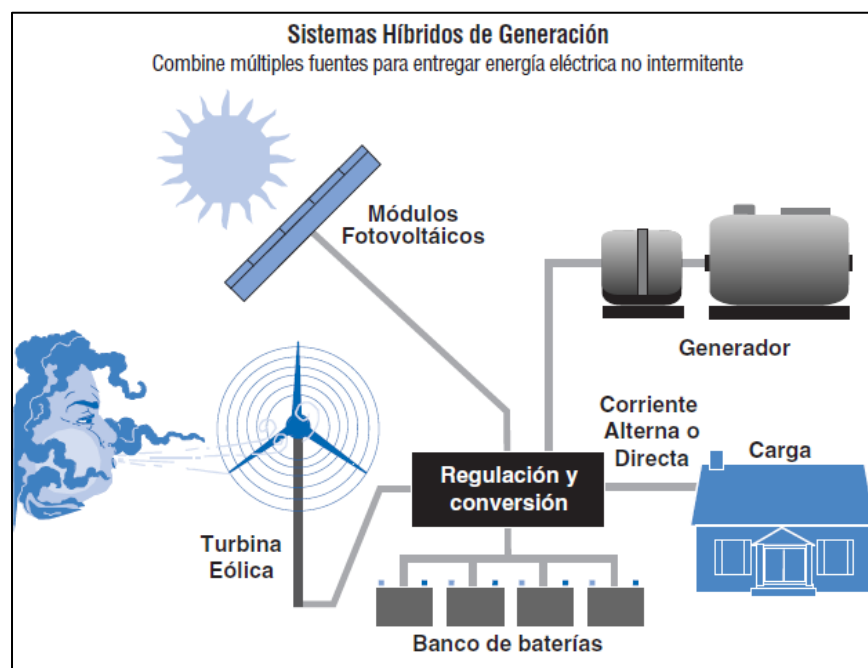 Sistemas Híbridos de Generación
Combine múltiples fuentes para entregar energía eléctrica no intermitente
Módulos
Fotovoltáicos
Generador
Corriente
Alterna o
Directa
Carga
Regulación y
conversión
Turbina
Eólica
Banco de baterías